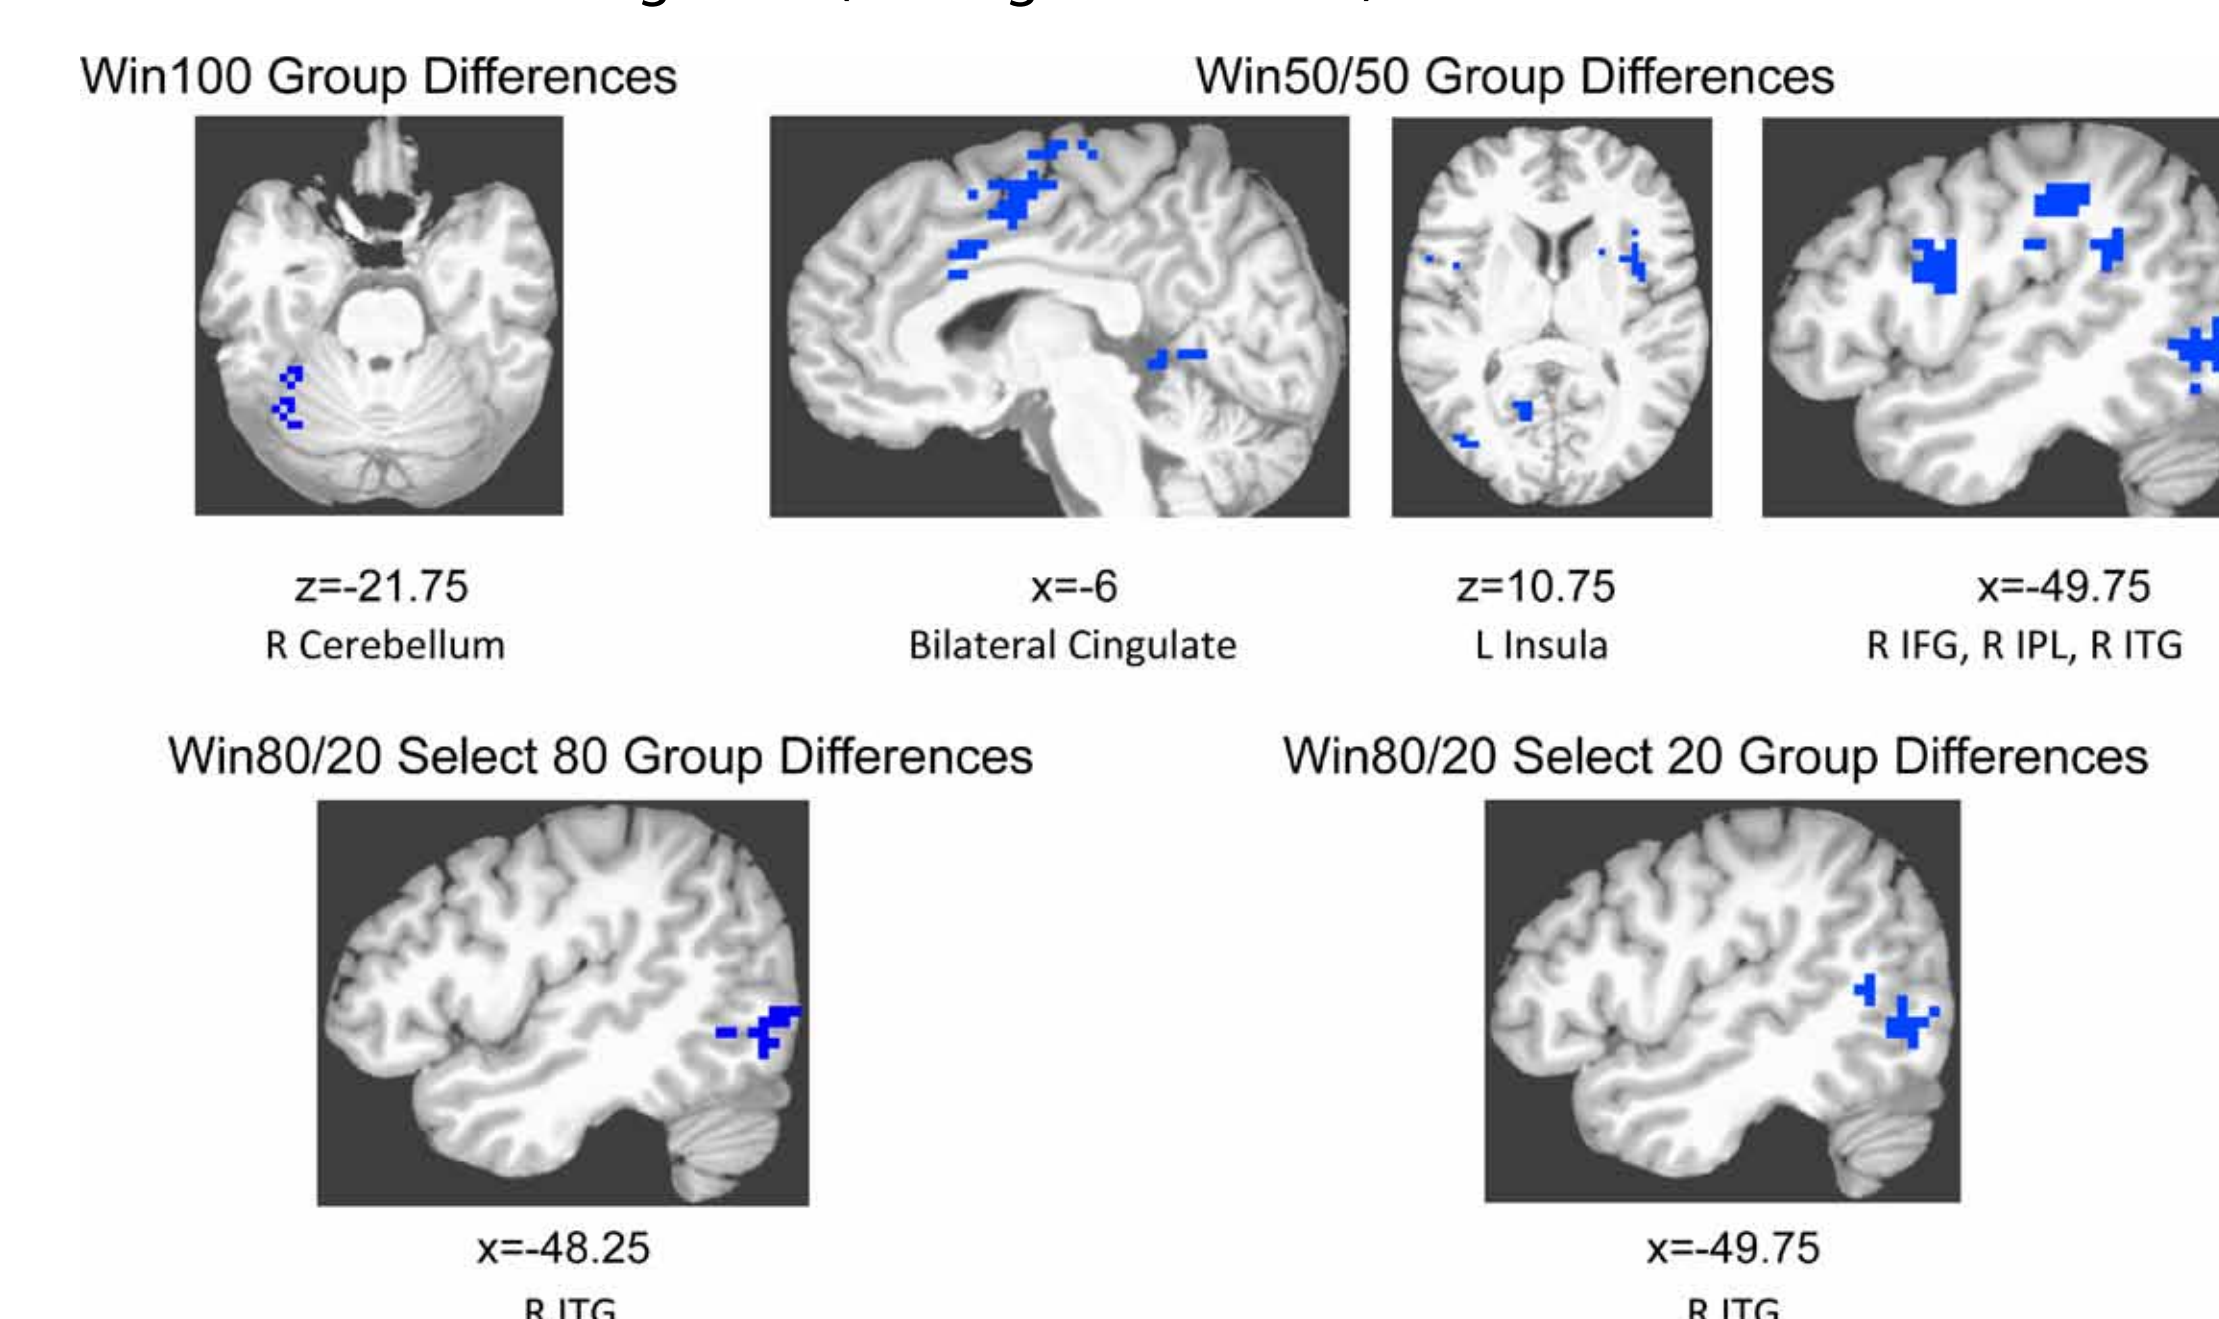 Win100 Group Differences
Win50/50 Group Differences
z=-21.75
R Cerebellum
x=-6
Bilateral Cingulate
z=10.75
L Insula
x=-49.75
R IFG, R IPL, R ITG
Win80/20 Select 80 Group Differences
Win80/20 Select 20 Group Differences
x=-48.25
R ITG
x=-49.75
R ITG